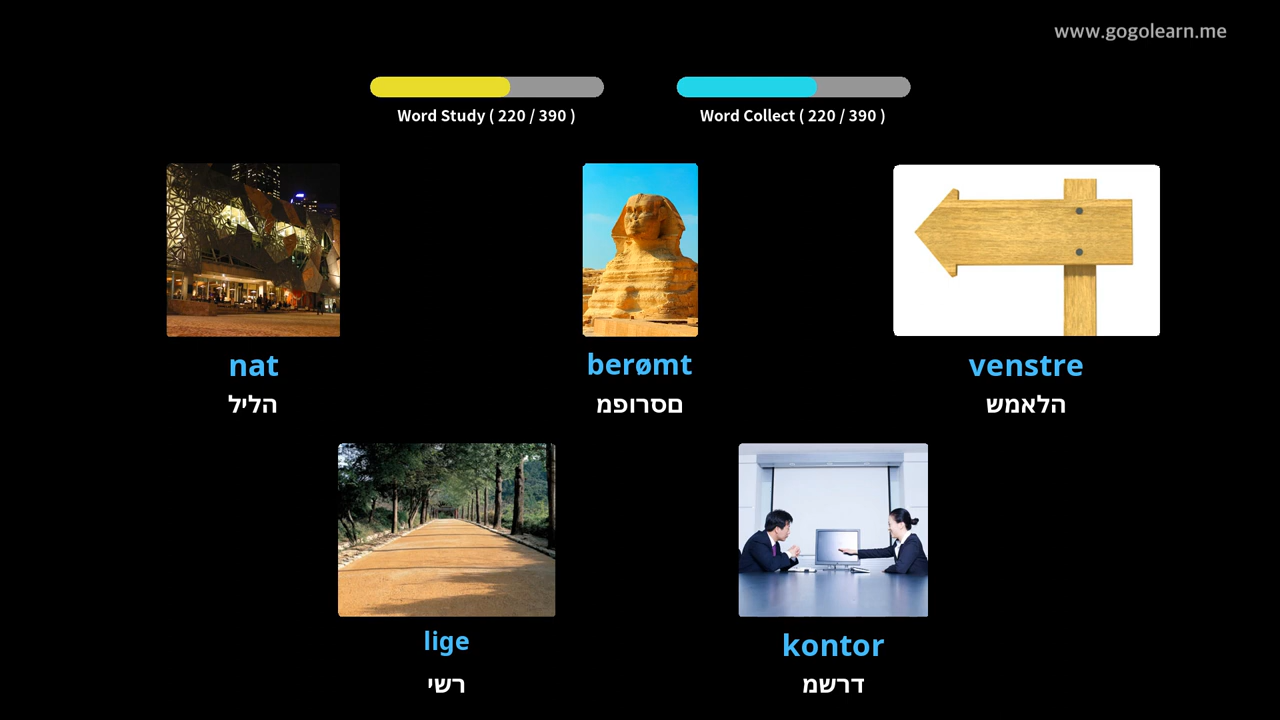 www.gogolearn.me
Word Study ( 220 / 390 )
Word Collect ( 220 / 390 )
nat
הליל
berømt
םסרופמ
venstre
הלאמש
lige
רשי
kontor
דרשמ